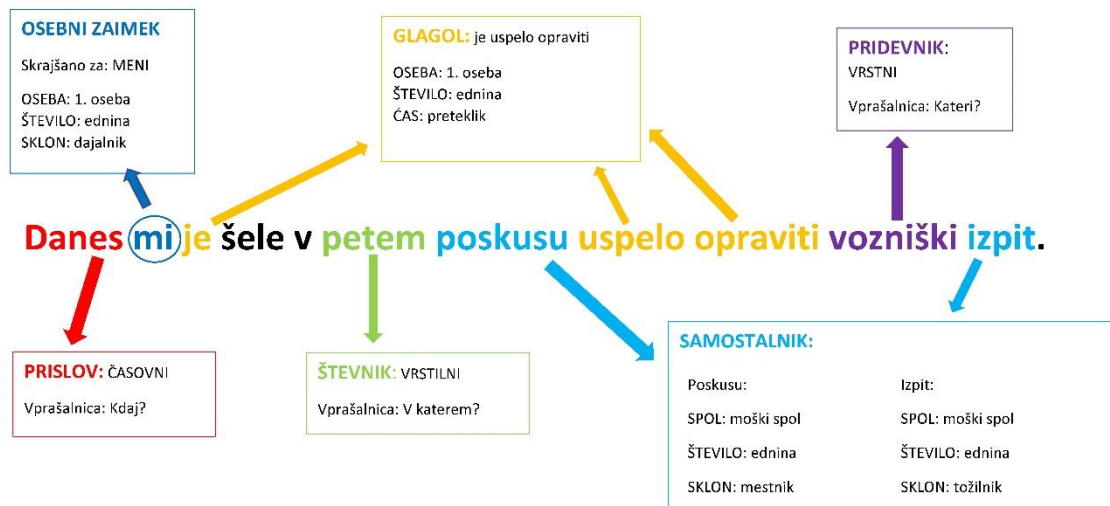 OSEBNI ZAIMEK
Skrajšano za: MENI
OSEBA: 1. oseba
ŠTEVILO: ednina
SKLON: dajalnik
GLAGOL: je uspelo opraviti
OSEBA: 1. oseba
ŠTEVILO: ednina
ČAS: preteklik
PRIDEVNIK:
VRSTNI
Vprašalnica: Kateri?
Danes mi je šele v petem poskusu uspelo opraviti vozniški izpit.
PRISLOV: ČASOVNI
Vprašalnica: Kdaj?
ŠTEVNIK: VRSTILNI
Vprašalnica: V katerem?
SAMOSTALNIK:
Poskusu:
SPOL: moški spol
ŠTEVILO: ednina
SKLON: mestnik
Izpit:
SPOL: moški spol
ŠTEVILO: ednina
SKLON: tožilnik